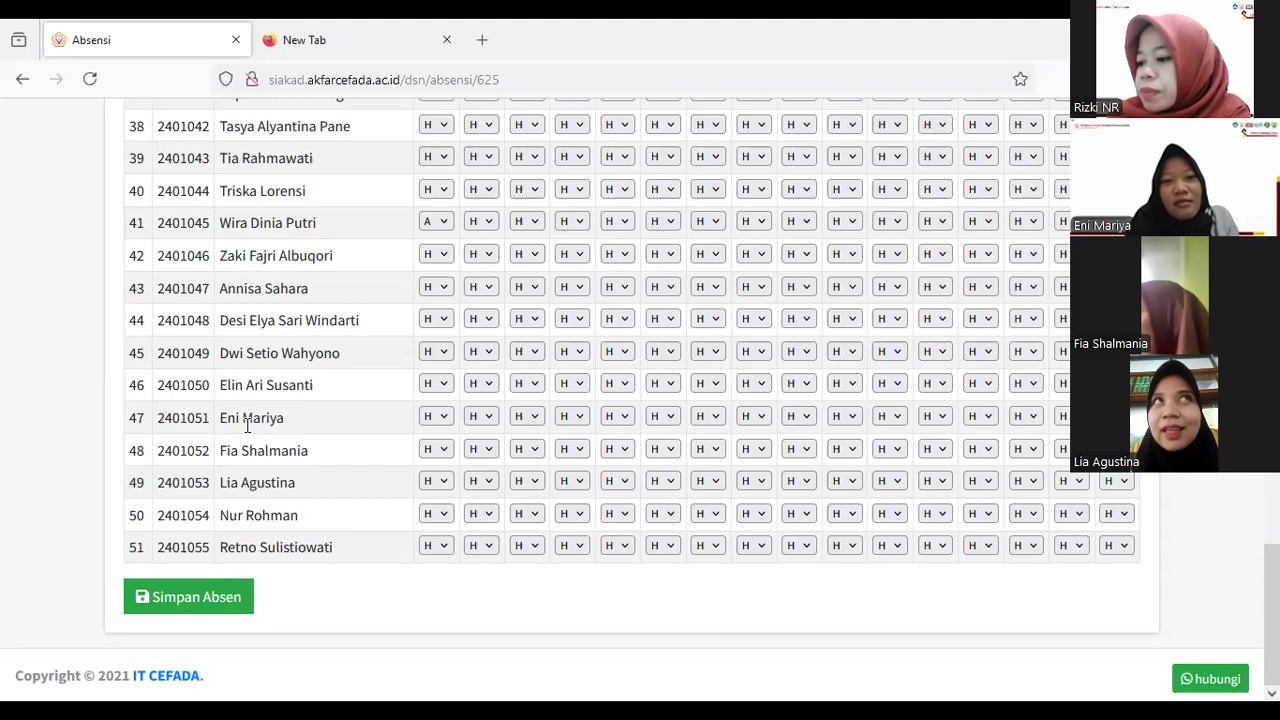 Absensi
New Tab
siakad.akfarcefada.ac.id/dsn/absensi/625
38 2401042 Tasya Alyantina Pane H H H H H H H H H H H H H H H
39 2401043 Tia Rahmawati H H H H H H H H H H H H H H H
40 2401044 Triska Lorensi H H H H H H H H H H H H H H H
41 2401045 Wira Dinia Putri A H H H H H H H H H H H H H H
42 2401046 Zaki Fajri Albuqori H H H H H H H H H H H H H H H
43 2401047 Annisa Sahara H H H H H H H H H H H H H H H
44 2401048 Desi Elya Sari Windarti H H H H H H H H H H H H H H H
45 2401049 Dwi Setio Wahyono H H H H H H H H H H H H H H H
46 2401050 Elin Ari Susanti H H H H H H H H H H H H H H H
47 2401051 Eni Mariya H H H H H H H H H H H H H H H
48 2401052 Fia Shalmania H H H H H H H H H H H H H H H
49 2401053 Lia Agustina H H H H H H H H H H H H H H H H
50 2401054 Nur Rohman H H H H H H H H H H H H H H H H
51 2401055 Retno Sulistiowati H H H H H H H H H H H H H H H H
Simpan Absen
Copyright © 2021 IT CEFADA.
hubungi
Rizki NR
Eni Mariya
Fia Shalmania
Lia Agustina